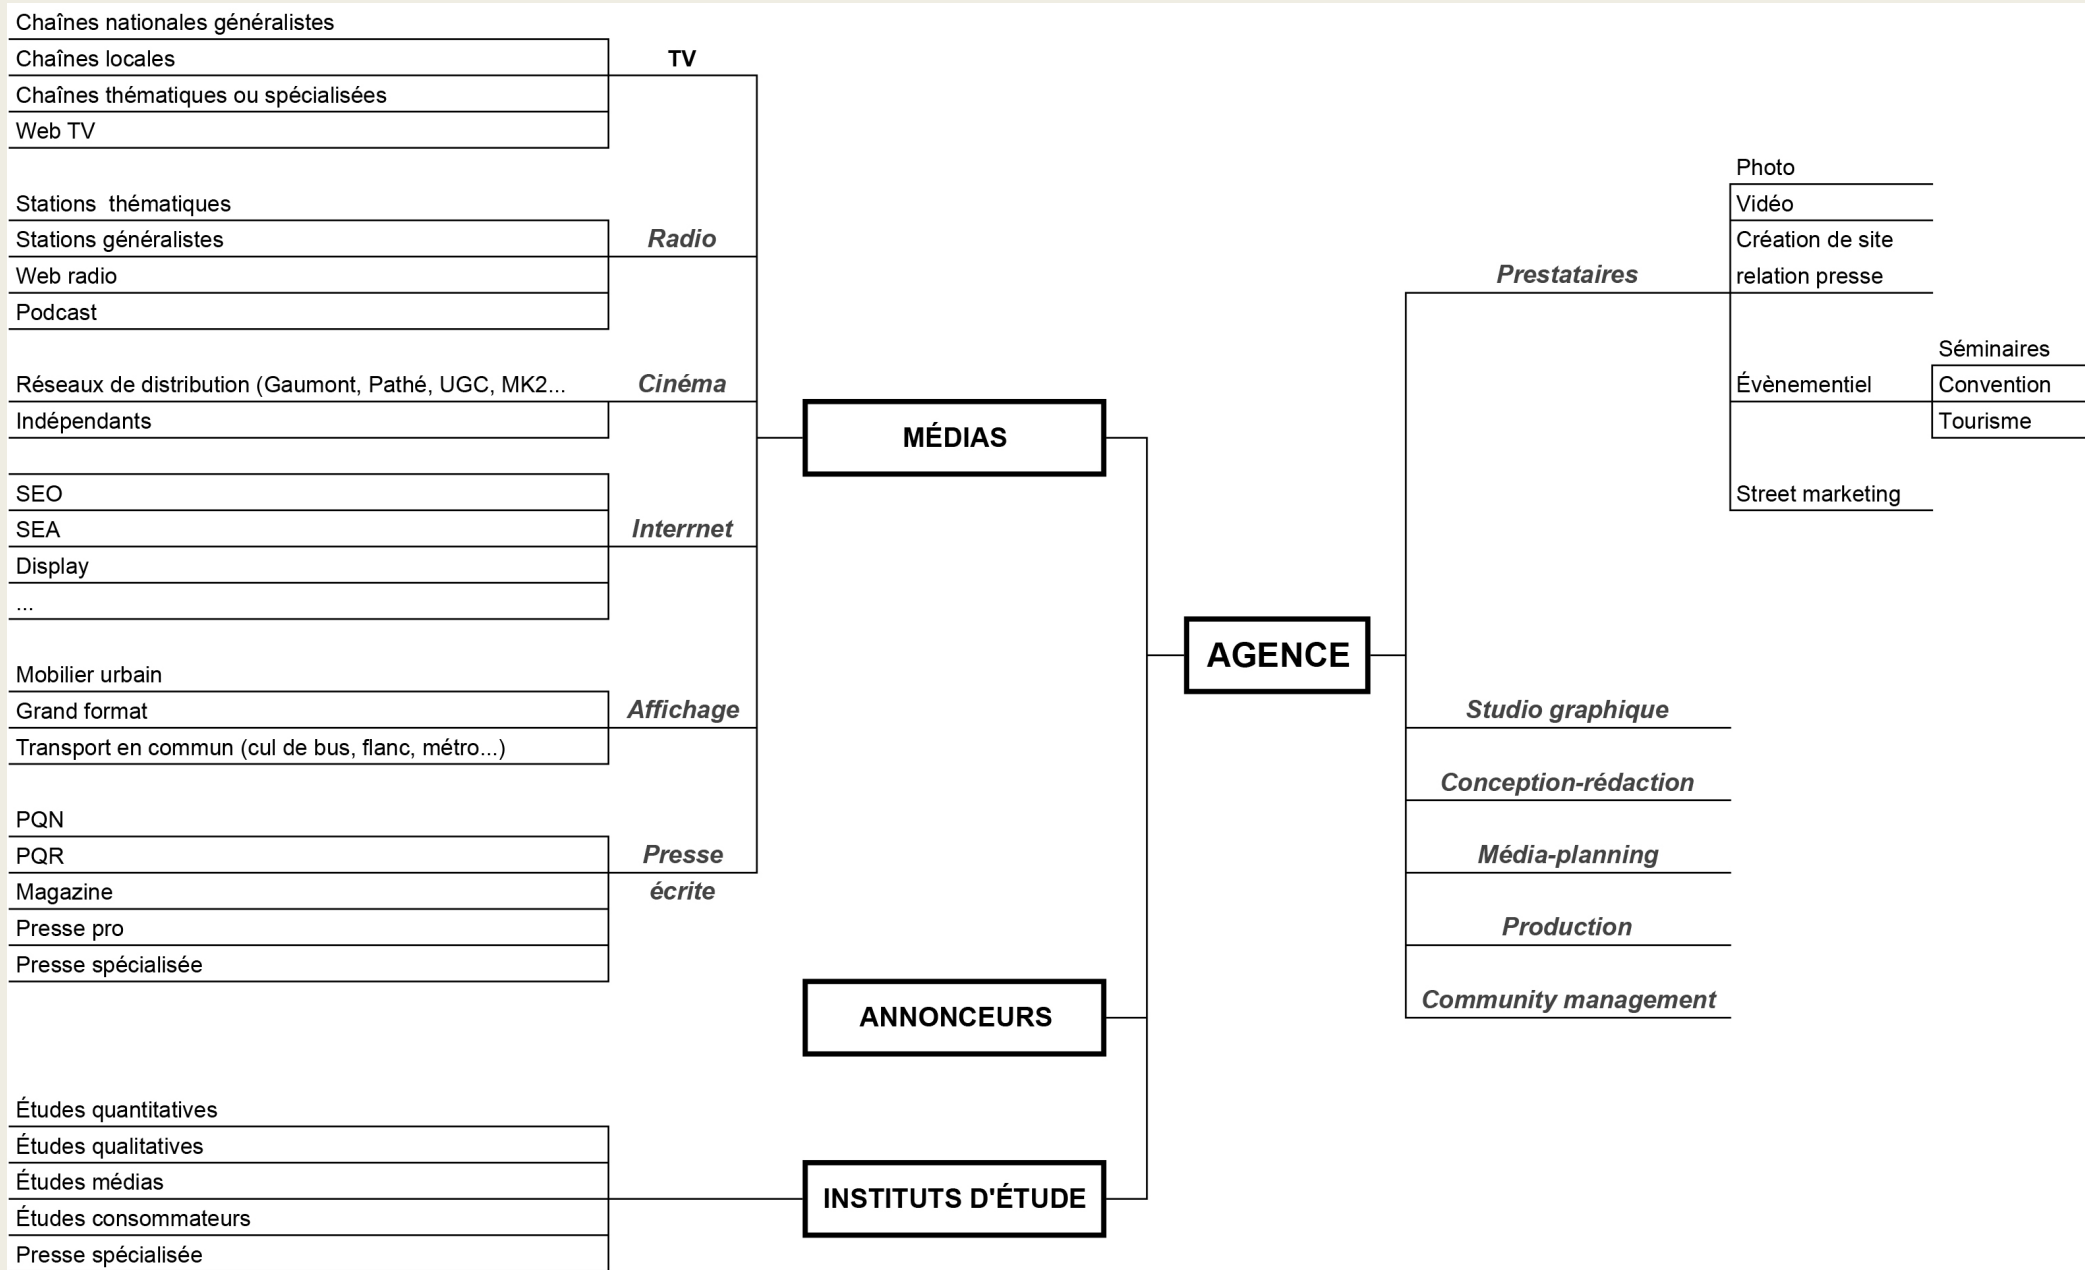 Chaînes nationales généralistes
Chaînes locales
Chaînes thématiques ou spécialisées
Web TV
TV
Stations  thématiques
Stations généralistes
Web radio
Podcast
Radio
Réseaux de distribution (Gaumont, Pathé, UGC, MK2...
Indépendants
Cinéma
SEO
SEA
Display
...
Interrnet
Mobilier urbain
Grand format
Transport en commun (cul de bus, flanc, métro...)
Affichage
PQN
PQR
Magazine
Presse pro
Presse spécialisée
Presse
écrite
MÉDIAS
ANNONCEURS
Études quantitatives
Études qualitatives
Études médias
Études consommateurs
Presse spécialisée
INSTITUTS D'ÉTUDE
AGENCE
Prestataires
Photo
Vidéo
Création de site
relation presse
Évènementiel
Séminaires
Convention
Tourisme
Street marketing
Studio graphique
Conception-rédaction
Média-planning
Production
Community management